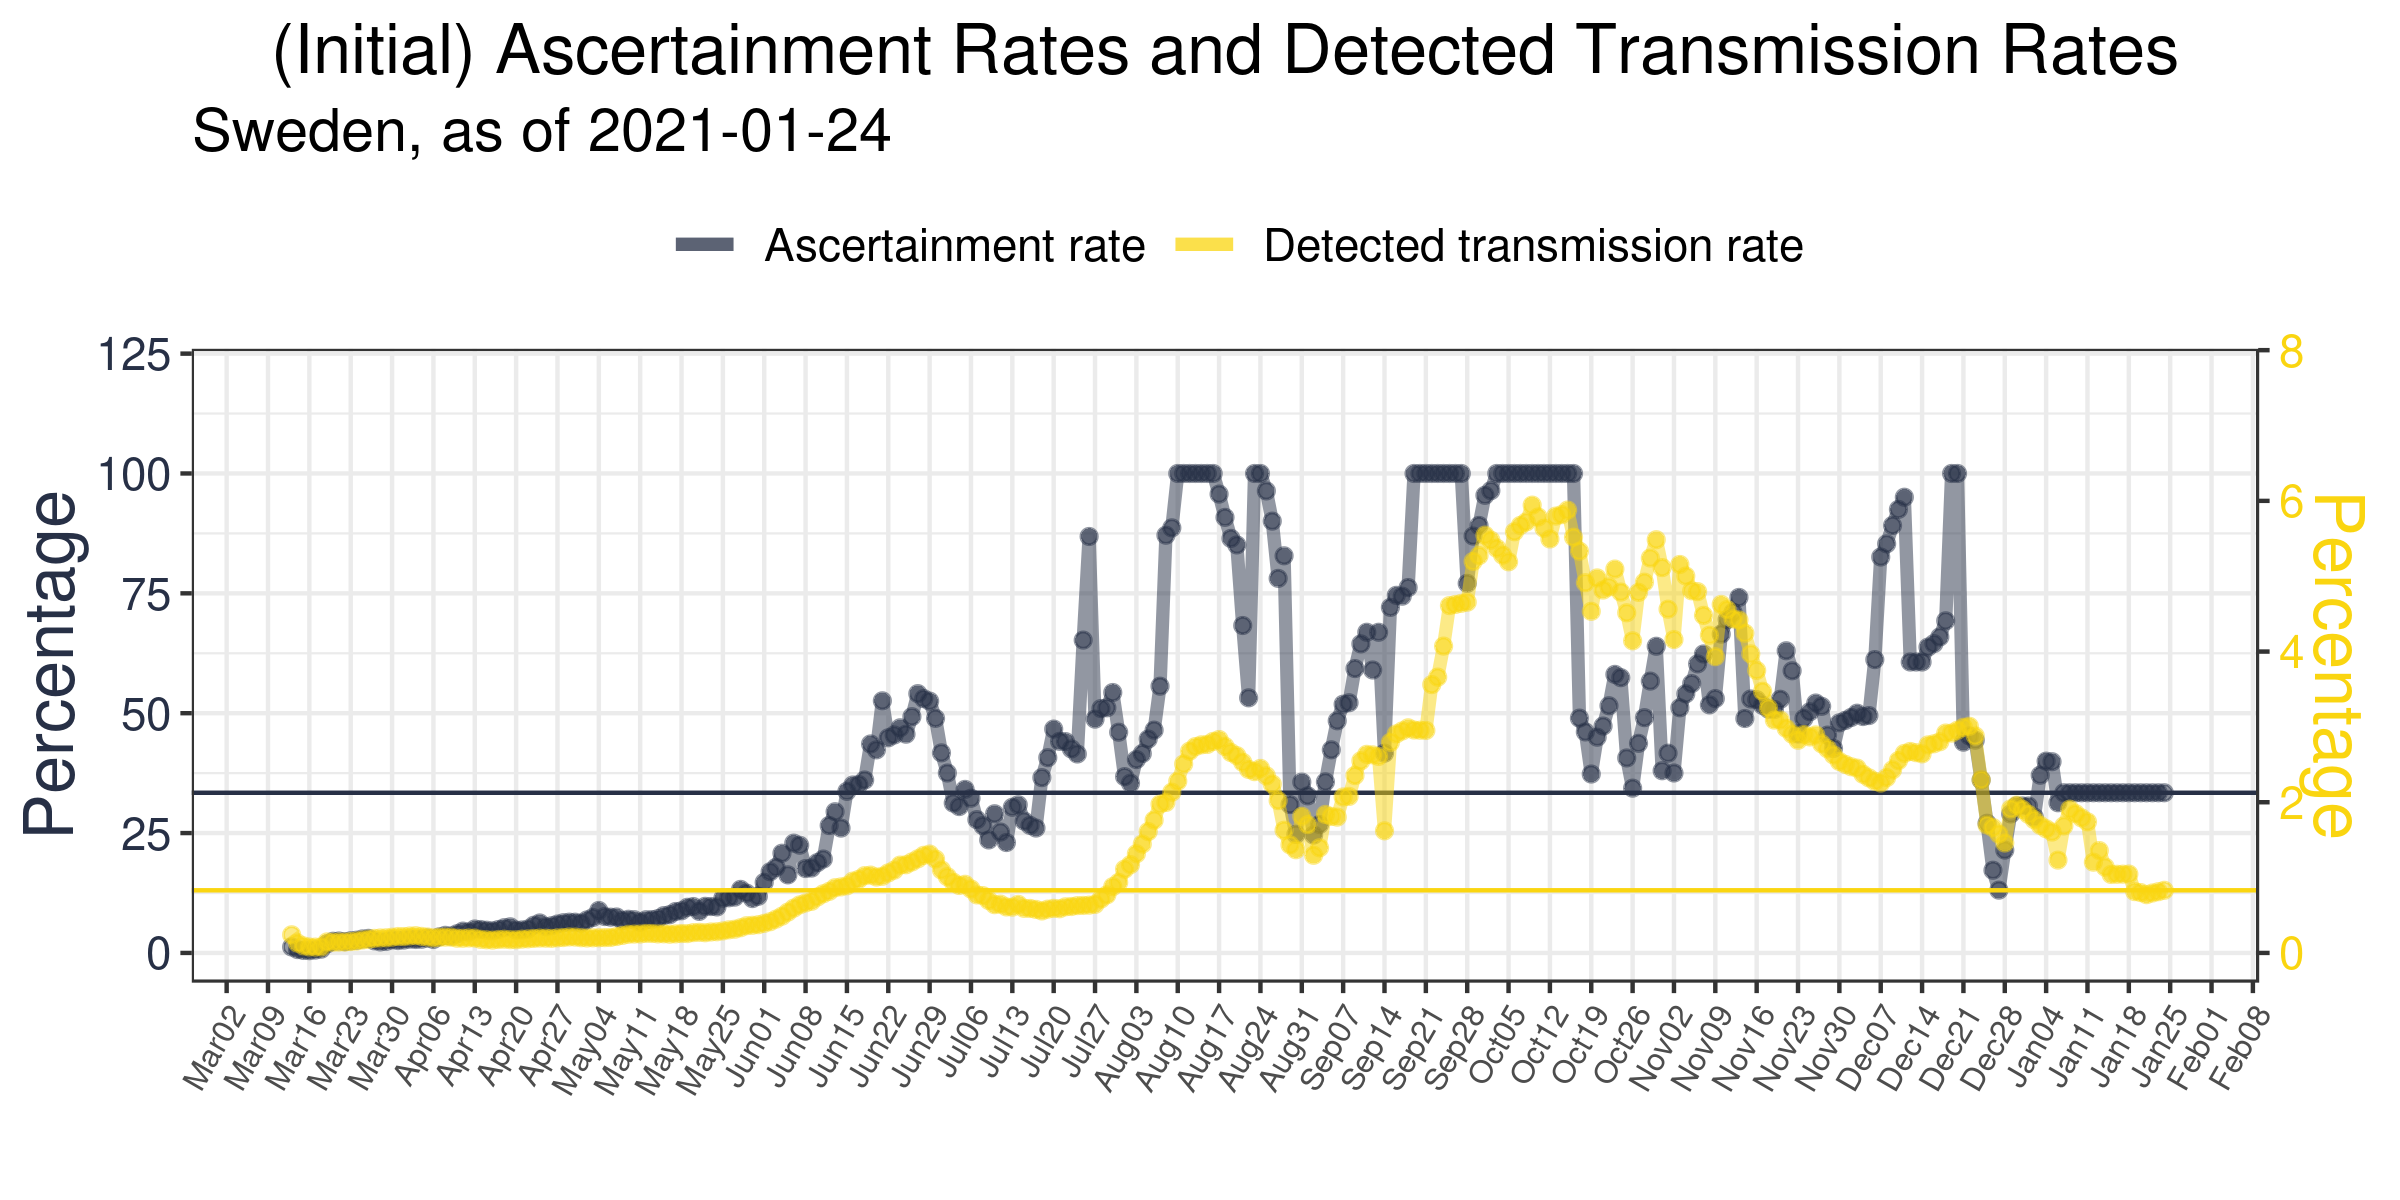 (Initial) Ascertainment Rates and Detected Transmission Rates
Sweden, as of 2021-01-24
Ascertainment rate
Detected transmission rate
125
100
75
50
25
0
Percentage
8
6
4
2
0
Percentage
Mar02
Mar09
Mar16
Mar23
Mar30
Apr06
Apr13
Apr20
Apr27
May04
May11
May18
May25
Jun01
Jun08
Jun15
Jun22
Jun29
Jul06
Jul13
Jul20
Jul27
Aug03
Aug10
Aug17
Aug24
Aug31
Sep07
Sep14
Sep21
Sep28
Oct05
Oct12
Oct19
Oct26
Nov02
Nov09
Nov16
Nov23
Nov30
Dec07
Dec14
Dec21
Dec28
Jan04
Jan11
Jan18
Jan25
Feb01
Feb08